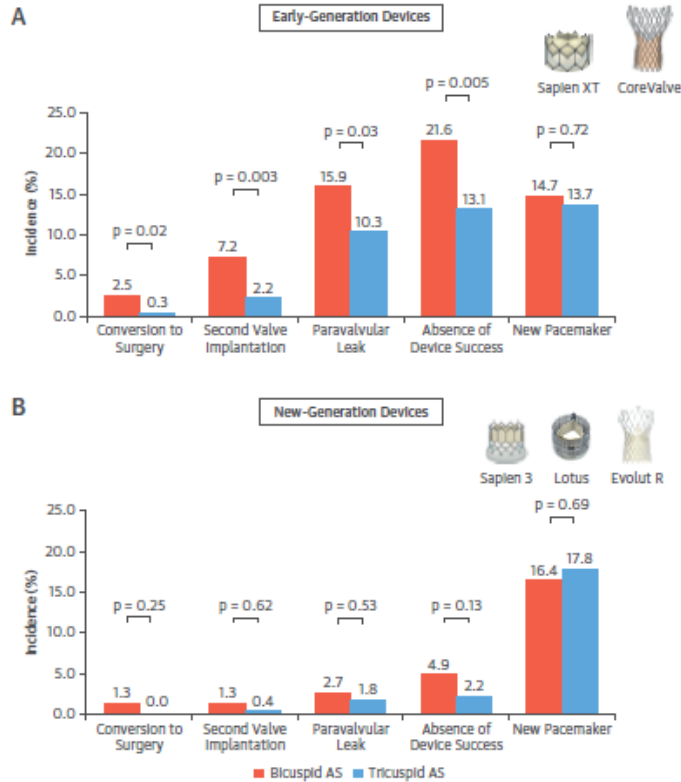 A
Early-Generation Devices
Sapien XT CoreValve
Incidence (%)
25.0
20.0
15.0
10.0
5.0
0.0
p = 0.02
2.5
0.3
p = 0.003
7.2
2.2
p = 0.03
15.9
10.3
p = 0.005
21.6
13.1
p = 0.72
14.7
13.7
Conversion to
Surgery
Second Valve
Implantation
Paravalvular
Leak
Absence of
Device Success
New Pacemaker
B
New-Generation Devices
Sapien 3 Lotus Evolut R
Incidence (%)
25.0
20.0
15.0
10.0
5.0
0.0
p = 0.25
1.3
0.0
p = 0.62
1.3
0.4
p = 0.53
2.7
1.8
p = 0.13
4.9
2.2
p = 0.69
16.4
17.8
Conversion to
Surgery
Second Valve
Implantation
Paravalvular
Leak
Absence of
Device Success
New Pacemaker
Bicuspid AS Tricuspid AS